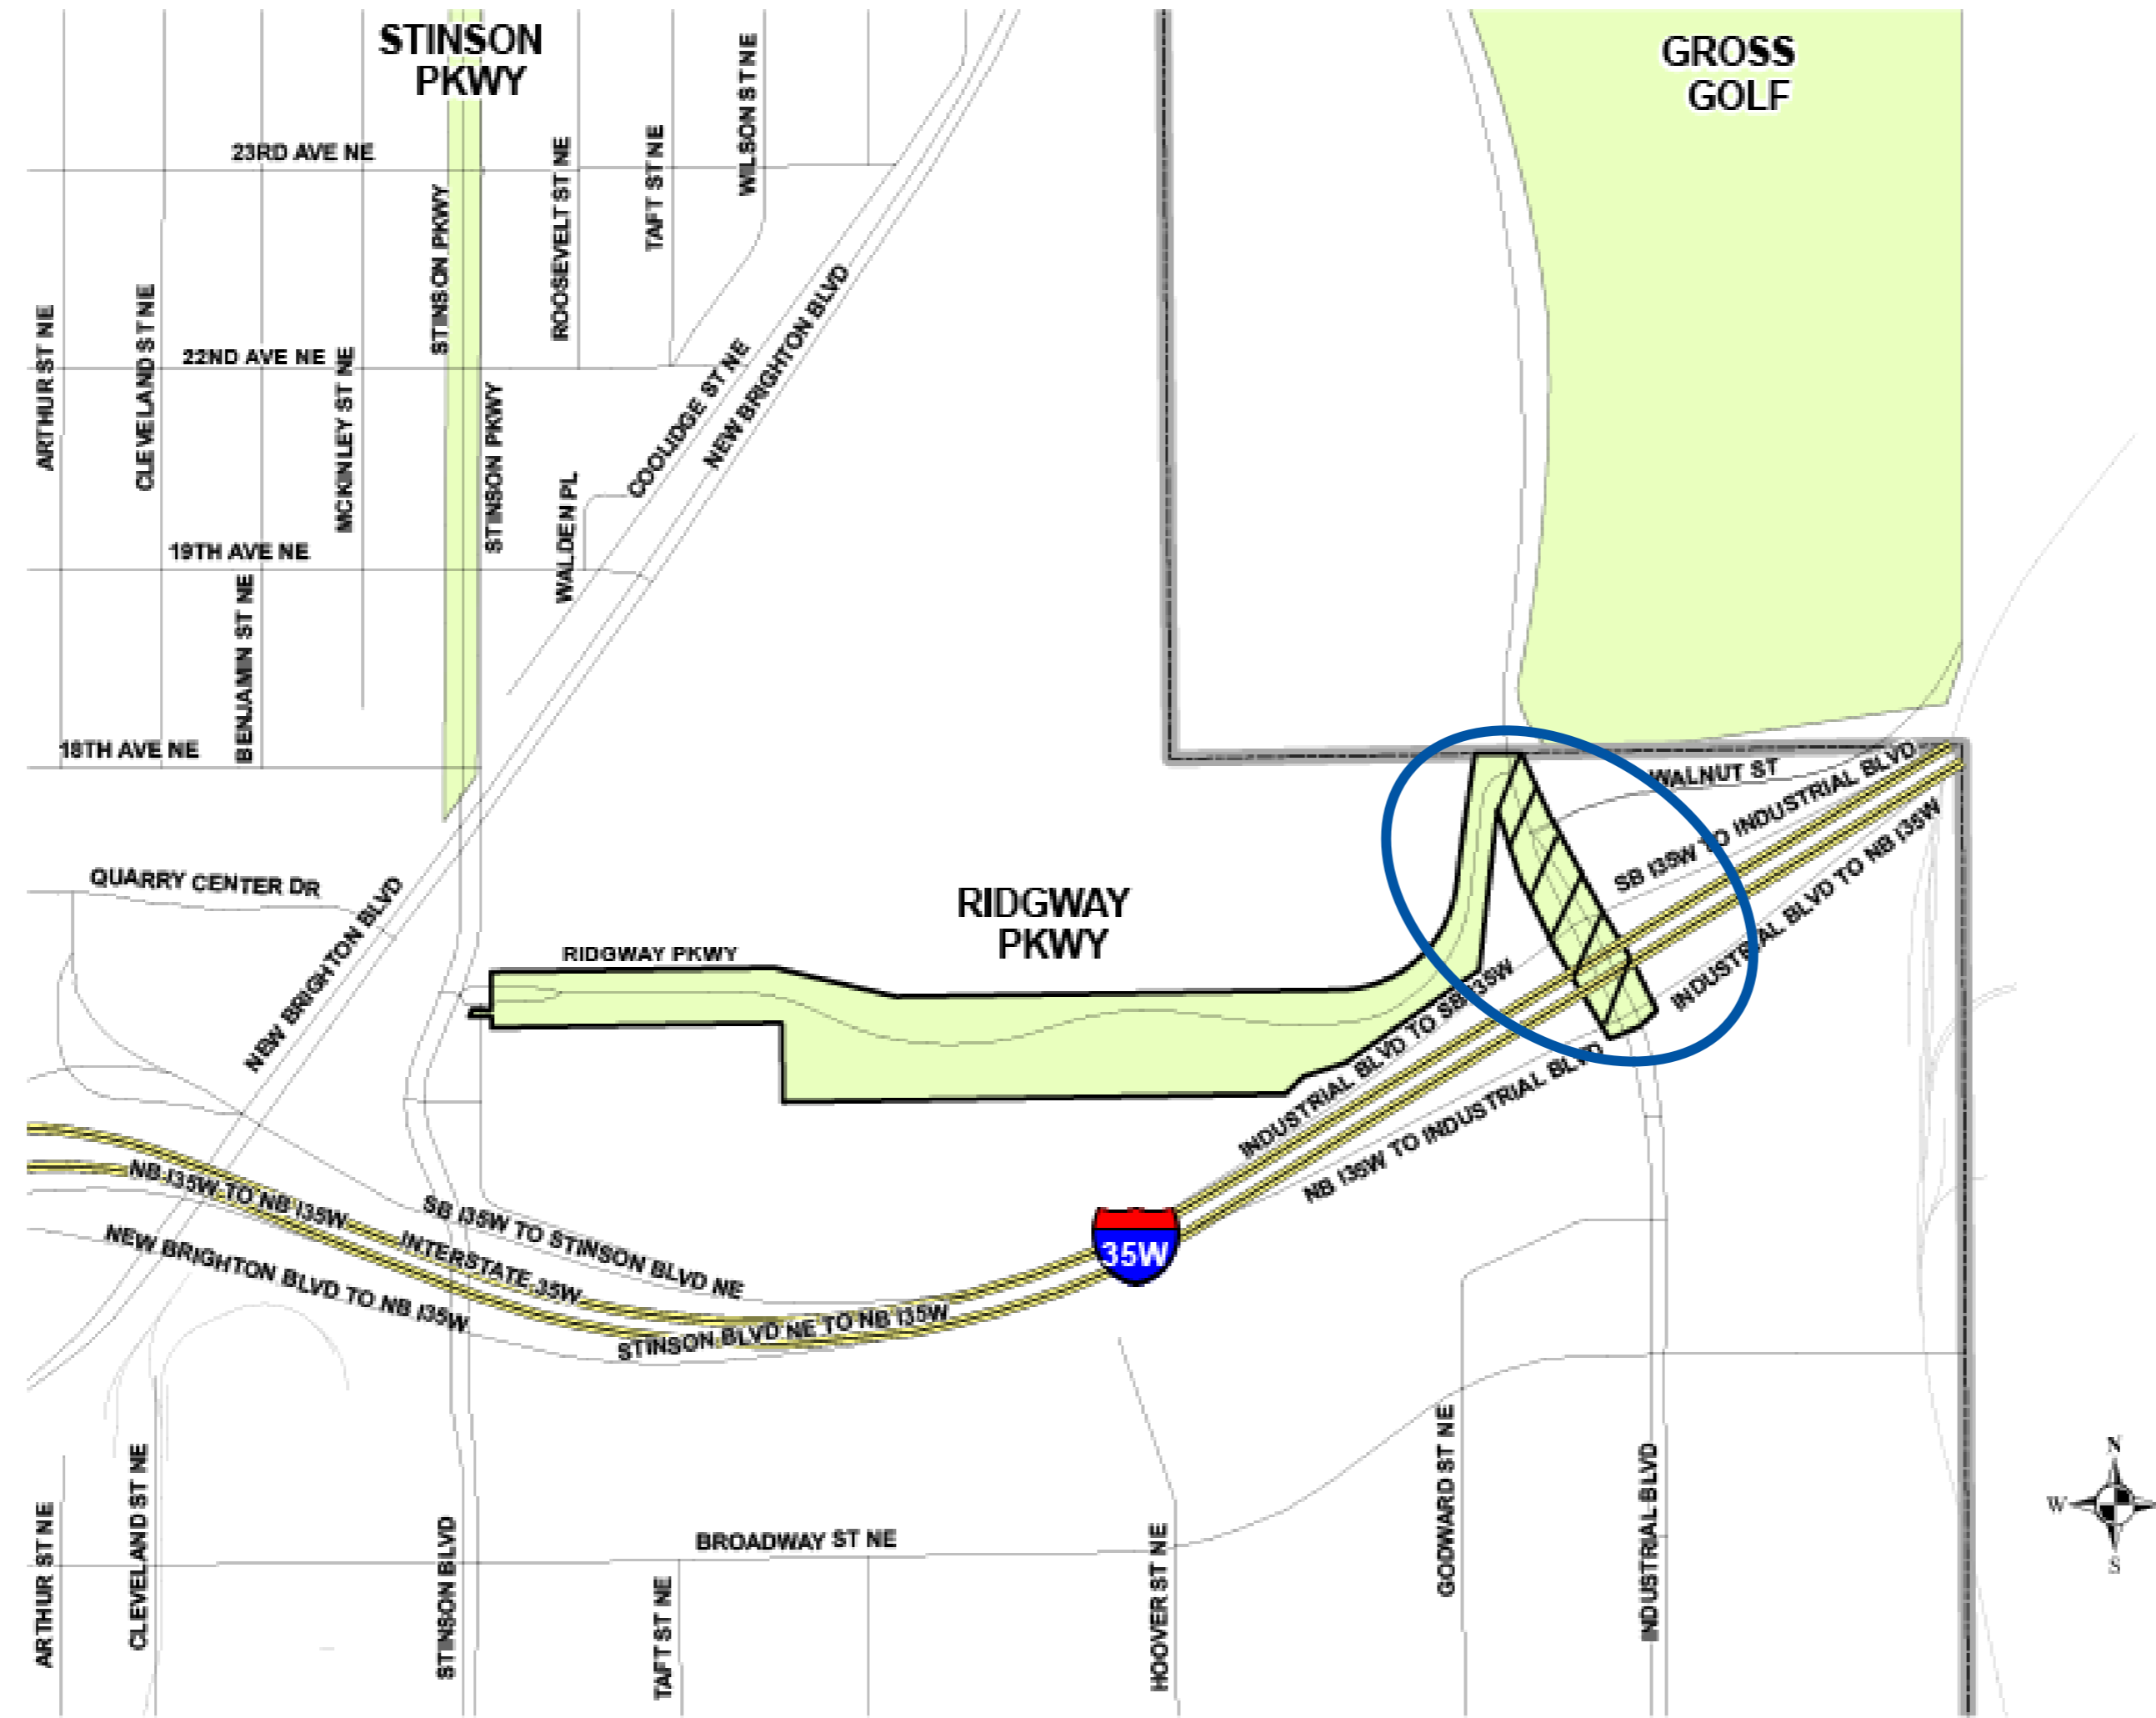 STINSON
PKWY
GROSS
GOLF
23RD AVE NE
WILSON ST NE
TAFT ST NE
ROOSEVELT ST NE
STINSON PKWY
ARTHUR ST NE
CLEVELAND ST NE
22ND AVE NE
MCKINLEY ST NE
STINSON PKWY
COOLIDGE ST NE
NEW BRIGHTON BLVD
WALDEN PL
19TH AVE NE
BENJAMIN ST NE
18TH AVE NE
WALNUT ST
SB I35W TO INDUSTRIAL BLVD
INDUSTRIAL BLVD TO NB I35W
QUARRY CENTER DR
NEW BRIGHTON BLVD
RIDGWAY
PKWY
RIDGWAY PKWY
INDUSTRIAL BLVD TO SB I35W
NB I35W TO INDUSTRIAL BLVD
NB I35W TO NB I35W
SB I35W TO STINSON BLVD NE
INTERSTATE 35W
NEW BRIGHTON BLVD TO NB I35W
STINSON BLVD NE TO NB I35W
35W
ARTHUR ST NE
CLEVELAND ST NE
STINSON BLVD
BROADWAY ST NE
TAFT ST NE
HOOVER ST NE
GODWARD ST NE
INDUSTRIAL BLVD
N
W
S